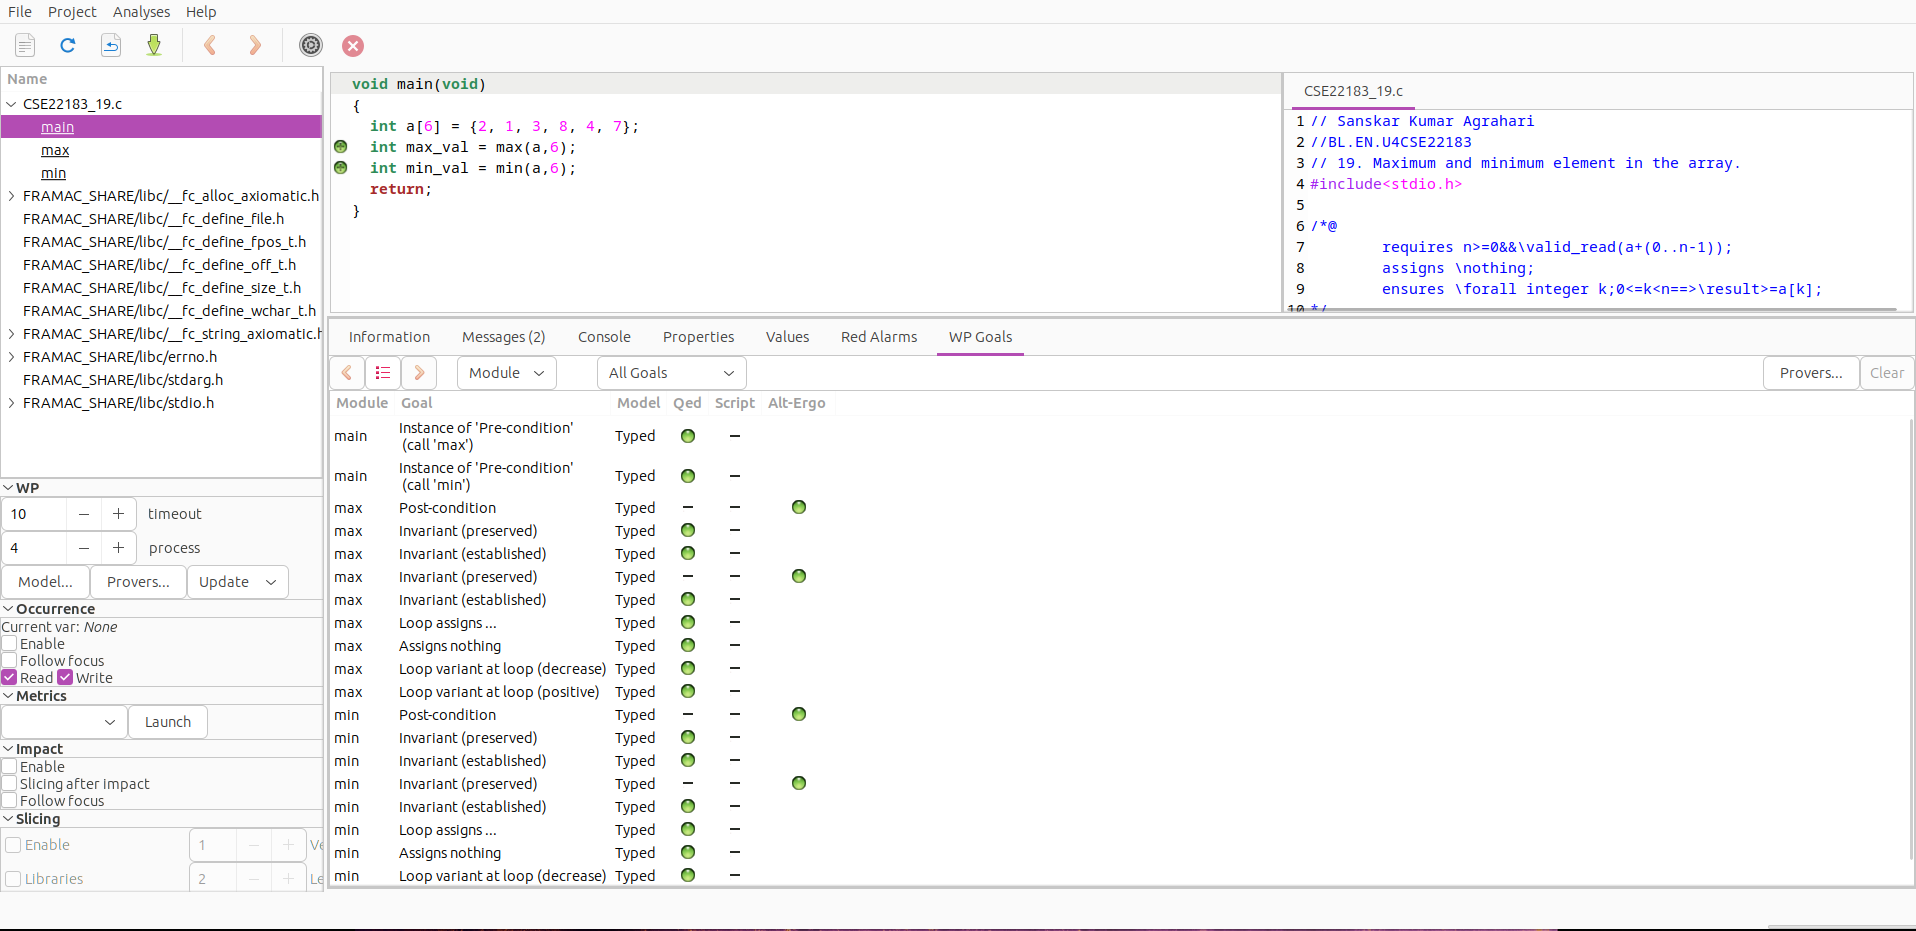 File Project Analyses Help
Name
CSE22183_19.c
main
max
min
FRAMAC_SHARE/libc/__fc_alloc_axiomatic.h
FRAMAC_SHARE/libc/__fc_define_file.h
FRAMAC_SHARE/libc/__fc_define_fpos_t.h
FRAMAC_SHARE/libc/__fc_define_off_t.h
FRAMAC_SHARE/libc/__fc_define_size_t.h
FRAMAC_SHARE/libc/__fc_define_wchar_t.h
FRAMAC_SHARE/libc/__fc_string_axiomatic.h
FRAMAC_SHARE/libc/errno.h
FRAMAC_SHARE/libc/stdarg.h
FRAMAC_SHARE/libc/stdio.h
WP
10 − + timeout
4 − + process
Model... Provers... Update
Occurrence
Current var: None
Enable
Follow focus
Read Write
Metrics
Launch
Impact
Enable
Slicing after impact
Follow focus
Slicing
Enable 1 − + Ve
Libraries 2 − + Le
void main(void)
{
int a[6] = {2, 1, 3, 8, 4, 7};
int max_val = max(a,6);
int min_val = min(a,6);
return;
}
CSE22183_19.c
1 // Sanskar Kumar Agrahari
2 //BL.EN.U4CSE22183
3 // 19. Maximum and minimum element in the array.
4 #include<stdio.h>
5
6 /*@
7 requires n>=0&&\valid_read(a+(0..n-1));
8 assigns \nothing;
9 ensures \forall integer k;0<=k<n==>\result>=a[k];
10 */
Information Messages (2) Console Properties Values Red Alarms WP Goals
Module All Goals Provers... Clear
Module Goal Model Qed Script Alt-Ergo
main Instance of 'Pre-condition' (call 'max') Typed −
main Instance of 'Pre-condition' (call 'min') Typed −
max Post-condition Typed − −
max Invariant (preserved) Typed −
max Invariant (established) Typed −
max Invariant (preserved) Typed − −
max Invariant (established) Typed −
max Loop assigns ... Typed −
max Assigns nothing Typed −
max Loop variant at loop (decrease) Typed −
max Loop variant at loop (positive) Typed −
min Post-condition Typed − −
min Invariant (preserved) Typed −
min Invariant (established) Typed −
min Invariant (preserved) Typed − −
min Invariant (established) Typed −
min Loop assigns ... Typed −
min Assigns nothing Typed −
min Loop variant at loop (decrease) Typed −